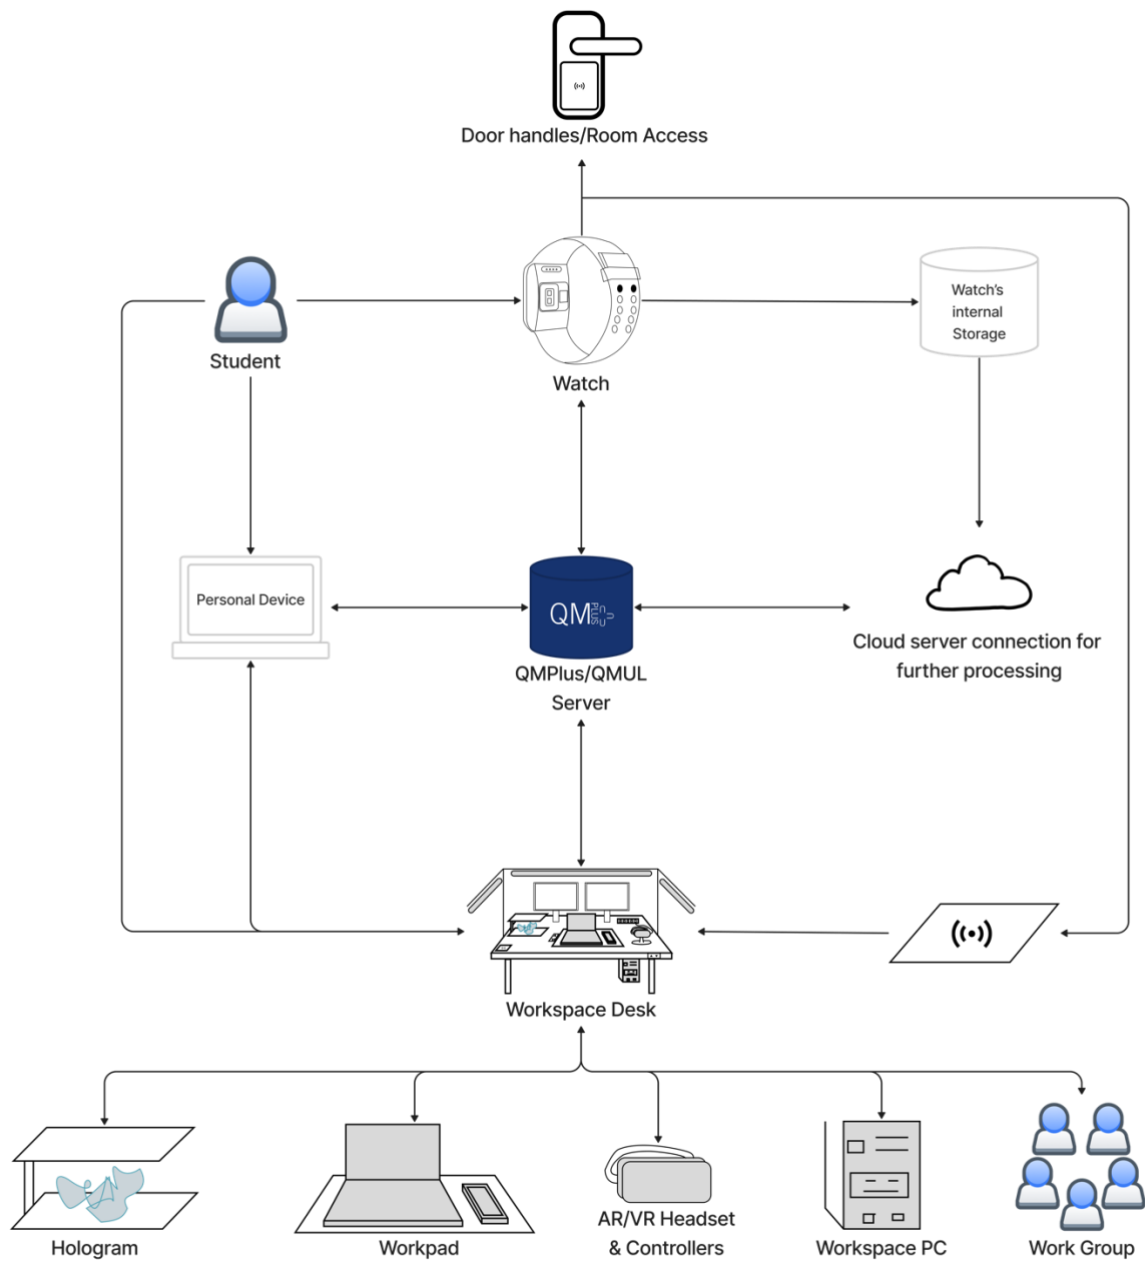 Door handles/Room Access
Watch's
internal
Storage
Student
Watch
Personal Device
QM
PLUS
QMPlus/QMUL
Server
Cloud server connection for
further processing
Workspace Desk
Hologram
Workpad
AR/VR Headset
& Controllers
Workspace PC
Work Group